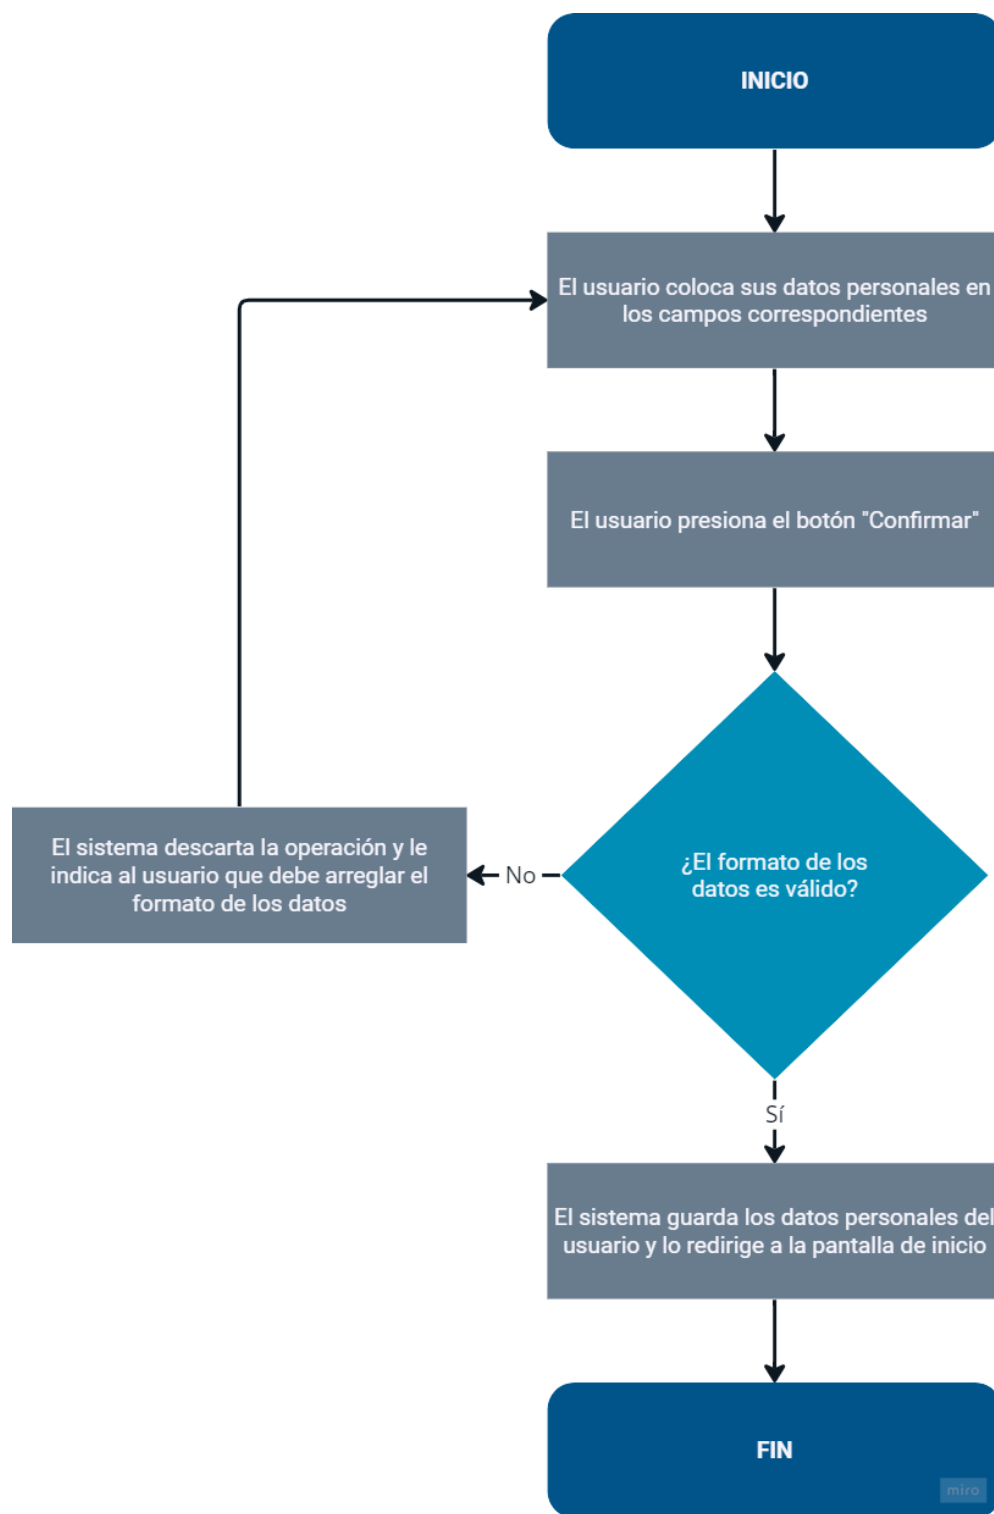 INICIO
El usuario coloca sus datos personales en
los campos correspondientes
El usuario presiona el botón "Confirmar"
¿El formato de los
datos es válido?
No
El sistema descarta la operación y le
indica al usuario que debe arreglar el
formato de los datos
Sí
El sistema guarda los datos personales del
usuario y lo redirige a la pantalla de inicio
FIN
miro